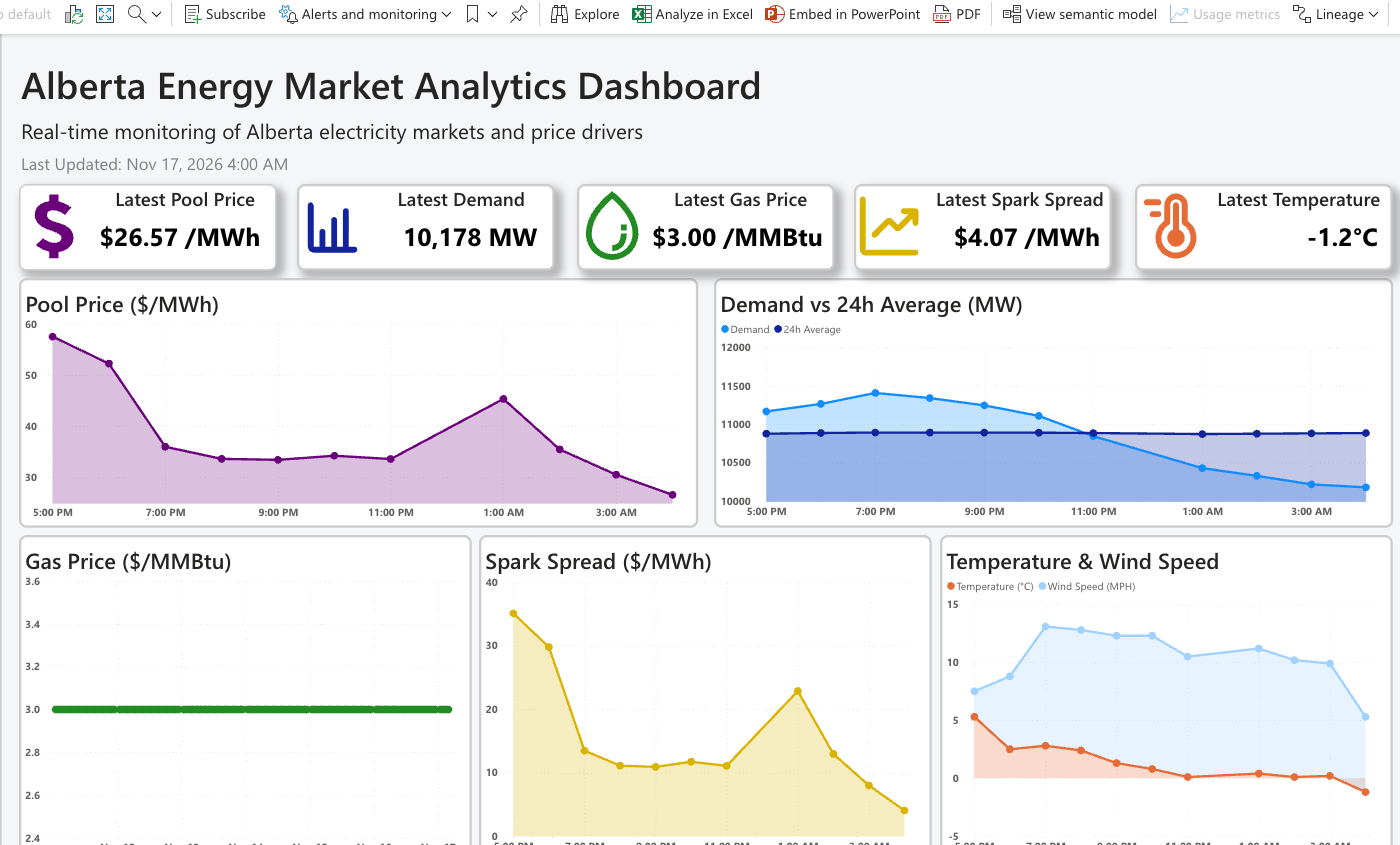 default Subscribe Alerts and monitoring Explore Analyze in Excel Embed in PowerPoint PDF View semantic model Usage metrics Lineage
Alberta Energy Market Analytics Dashboard
Real-time monitoring of Alberta electricity markets and price drivers
Last Updated: Nov 17, 2026 4:00 AM
Latest Pool Price
$26.57 /MWh
Latest Demand
10,178 MW
Latest Gas Price
$3.00 /MMBtu
Latest Spark Spread
$4.07 /MWh
Latest Temperature
-1.2°C
Pool Price ($/MWh)
60
50
40
30
5:00 PM 7:00 PM 9:00 PM 11:00 PM 1:00 AM 3:00 AM
Demand vs 24h Average (MW)
Demand 24h Average
12000
11500
11000
10500
10000
5:00 PM 7:00 PM 9:00 PM 11:00 PM 1:00 AM 3:00 AM
Gas Price ($/MMBtu)
3.6
3.4
3.2
3.0
2.8
2.6
2.4
Spark Spread ($/MWh)
40
30
20
10
0
Temperature & Wind Speed
Temperature (°C) Wind Speed (MPH)
15
10
5
0
-5